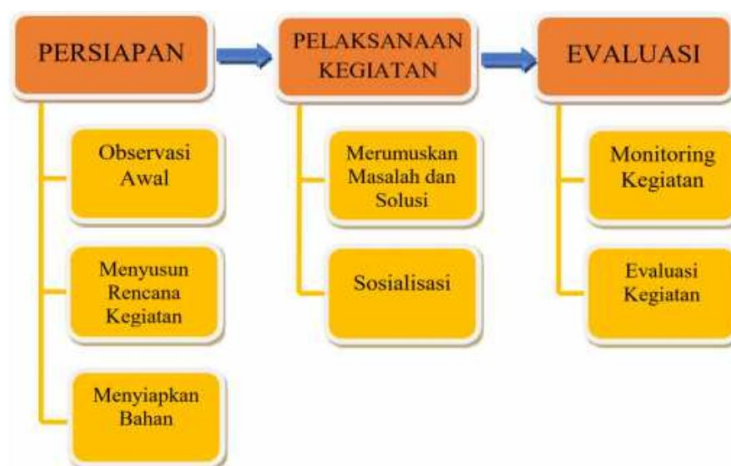 PERSIAPAN
Observasi
Awal
Menyusun
Rencana
Kegiatan
Menyiapkan
Bahan
PELAKSANAAN
KEGIATAN
Merumuskan
Masalah dan
Solusi
Sosialisasi
EVALUASI
Monitoring
Kegiatan
Evaluasi
Kegiatan